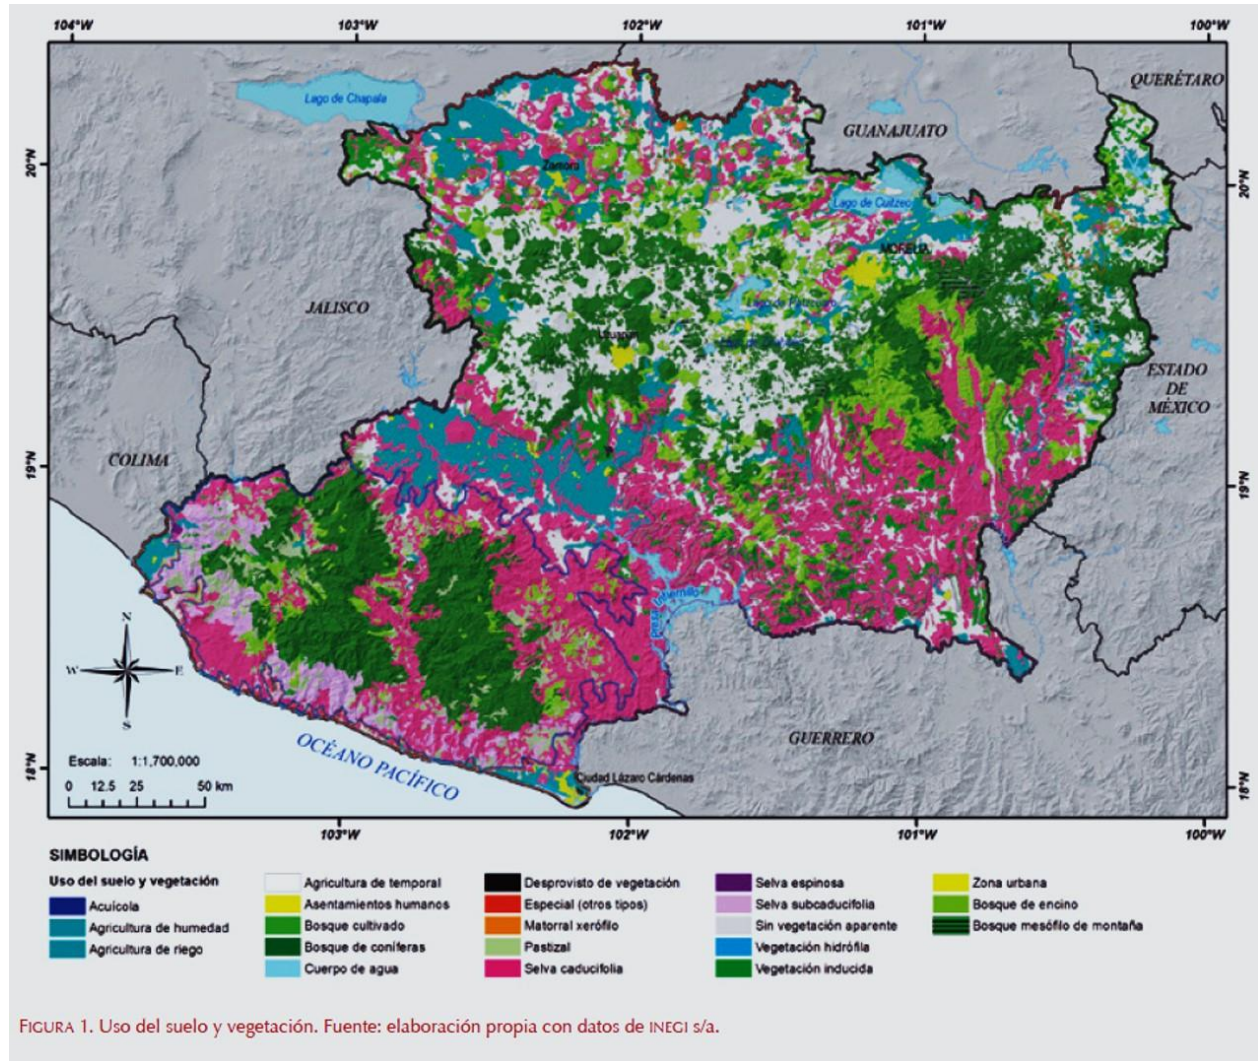 104°W 103°W 102°W 101°W 100°W
QUERÉTARO
Lago de Chapala
GUANAJUATO
20°N 20°N
Zamora
Lago de Cuitzeo
MORELIA
JALISCO
Lago de Pátzcuaro
Uruapan
ESTADO
DE
MÉXICO
COLIMA
19°N 19°N
Presa Infiernillo
N
W E
S
GUERRERO
OCÉANO PACÍFICO
Escala: 1:1,700,000
0 12.5 25 50 km
Ciudad Lázaro Cárdenas
18°N 18°N
103°W 102°W 101°W 100°W
SIMBOLOGÍA
Uso del suelo y vegetación
Acuícola
Agricultura de humedad
Agricultura de riego
Agricultura de temporal
Asentamientos humanos
Bosque cultivado
Bosque de coníferas
Cuerpo de agua
Desprovisto de vegetación
Especial (otros tipos)
Matorral xerófilo
Pastizal
Selva caducifolia
Selva espinosa
Selva subcaducifolia
Sin vegetación aparente
Vegetación hidrófila
Vegetación inducida
Zona urbana
Bosque de encino
Bosque mesófilo de montaña
FIGURA 1. Uso del suelo y vegetación. Fuente: elaboración propia con datos de INEGI s/a.